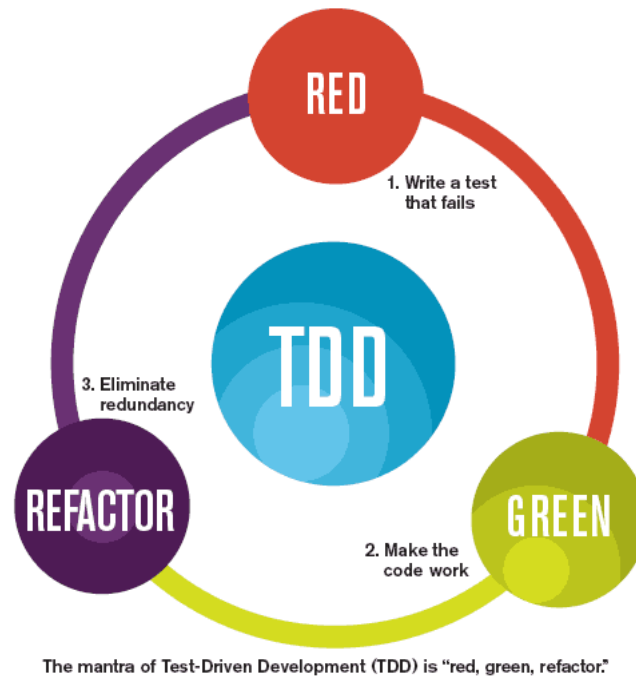 RED
1. Write a test
that fails
TDD
3. Eliminate
redundancy
REFACTOR
GREEN
2. Make the
code work
The mantra of Test-Driven Development (TDD) is “red, green, refactor.”